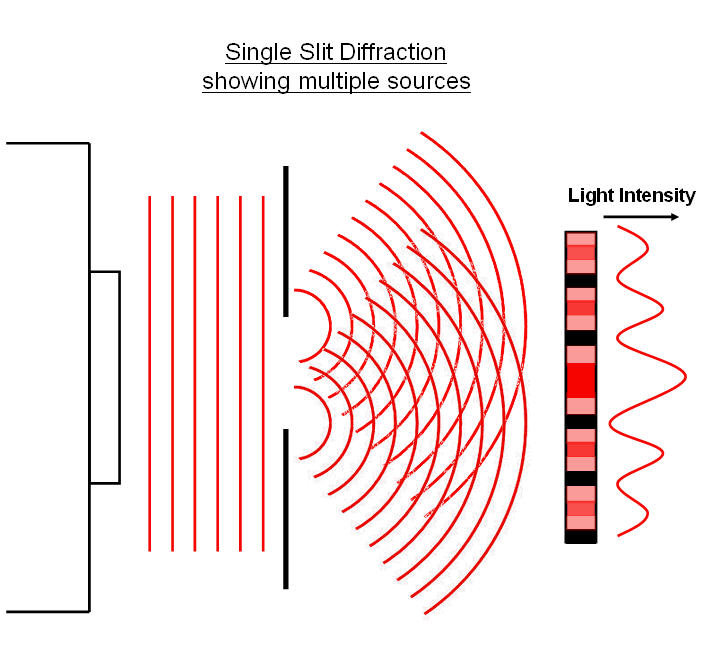 Single Slit Diffraction
showing multiple sources
Light Intensity